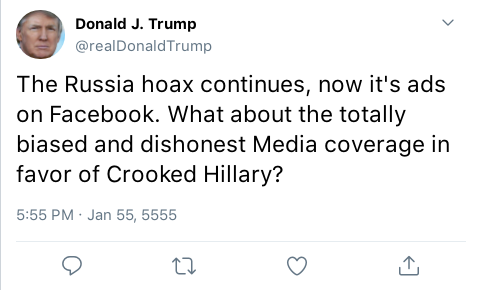 Donald J. Trump
@realDonaldTrump
The Russia hoax continues, now it's ads
on Facebook. What about the totally
biased and dishonest Media coverage in
favor of Crooked Hillary?
5:55 PM · Jan 55, 5555